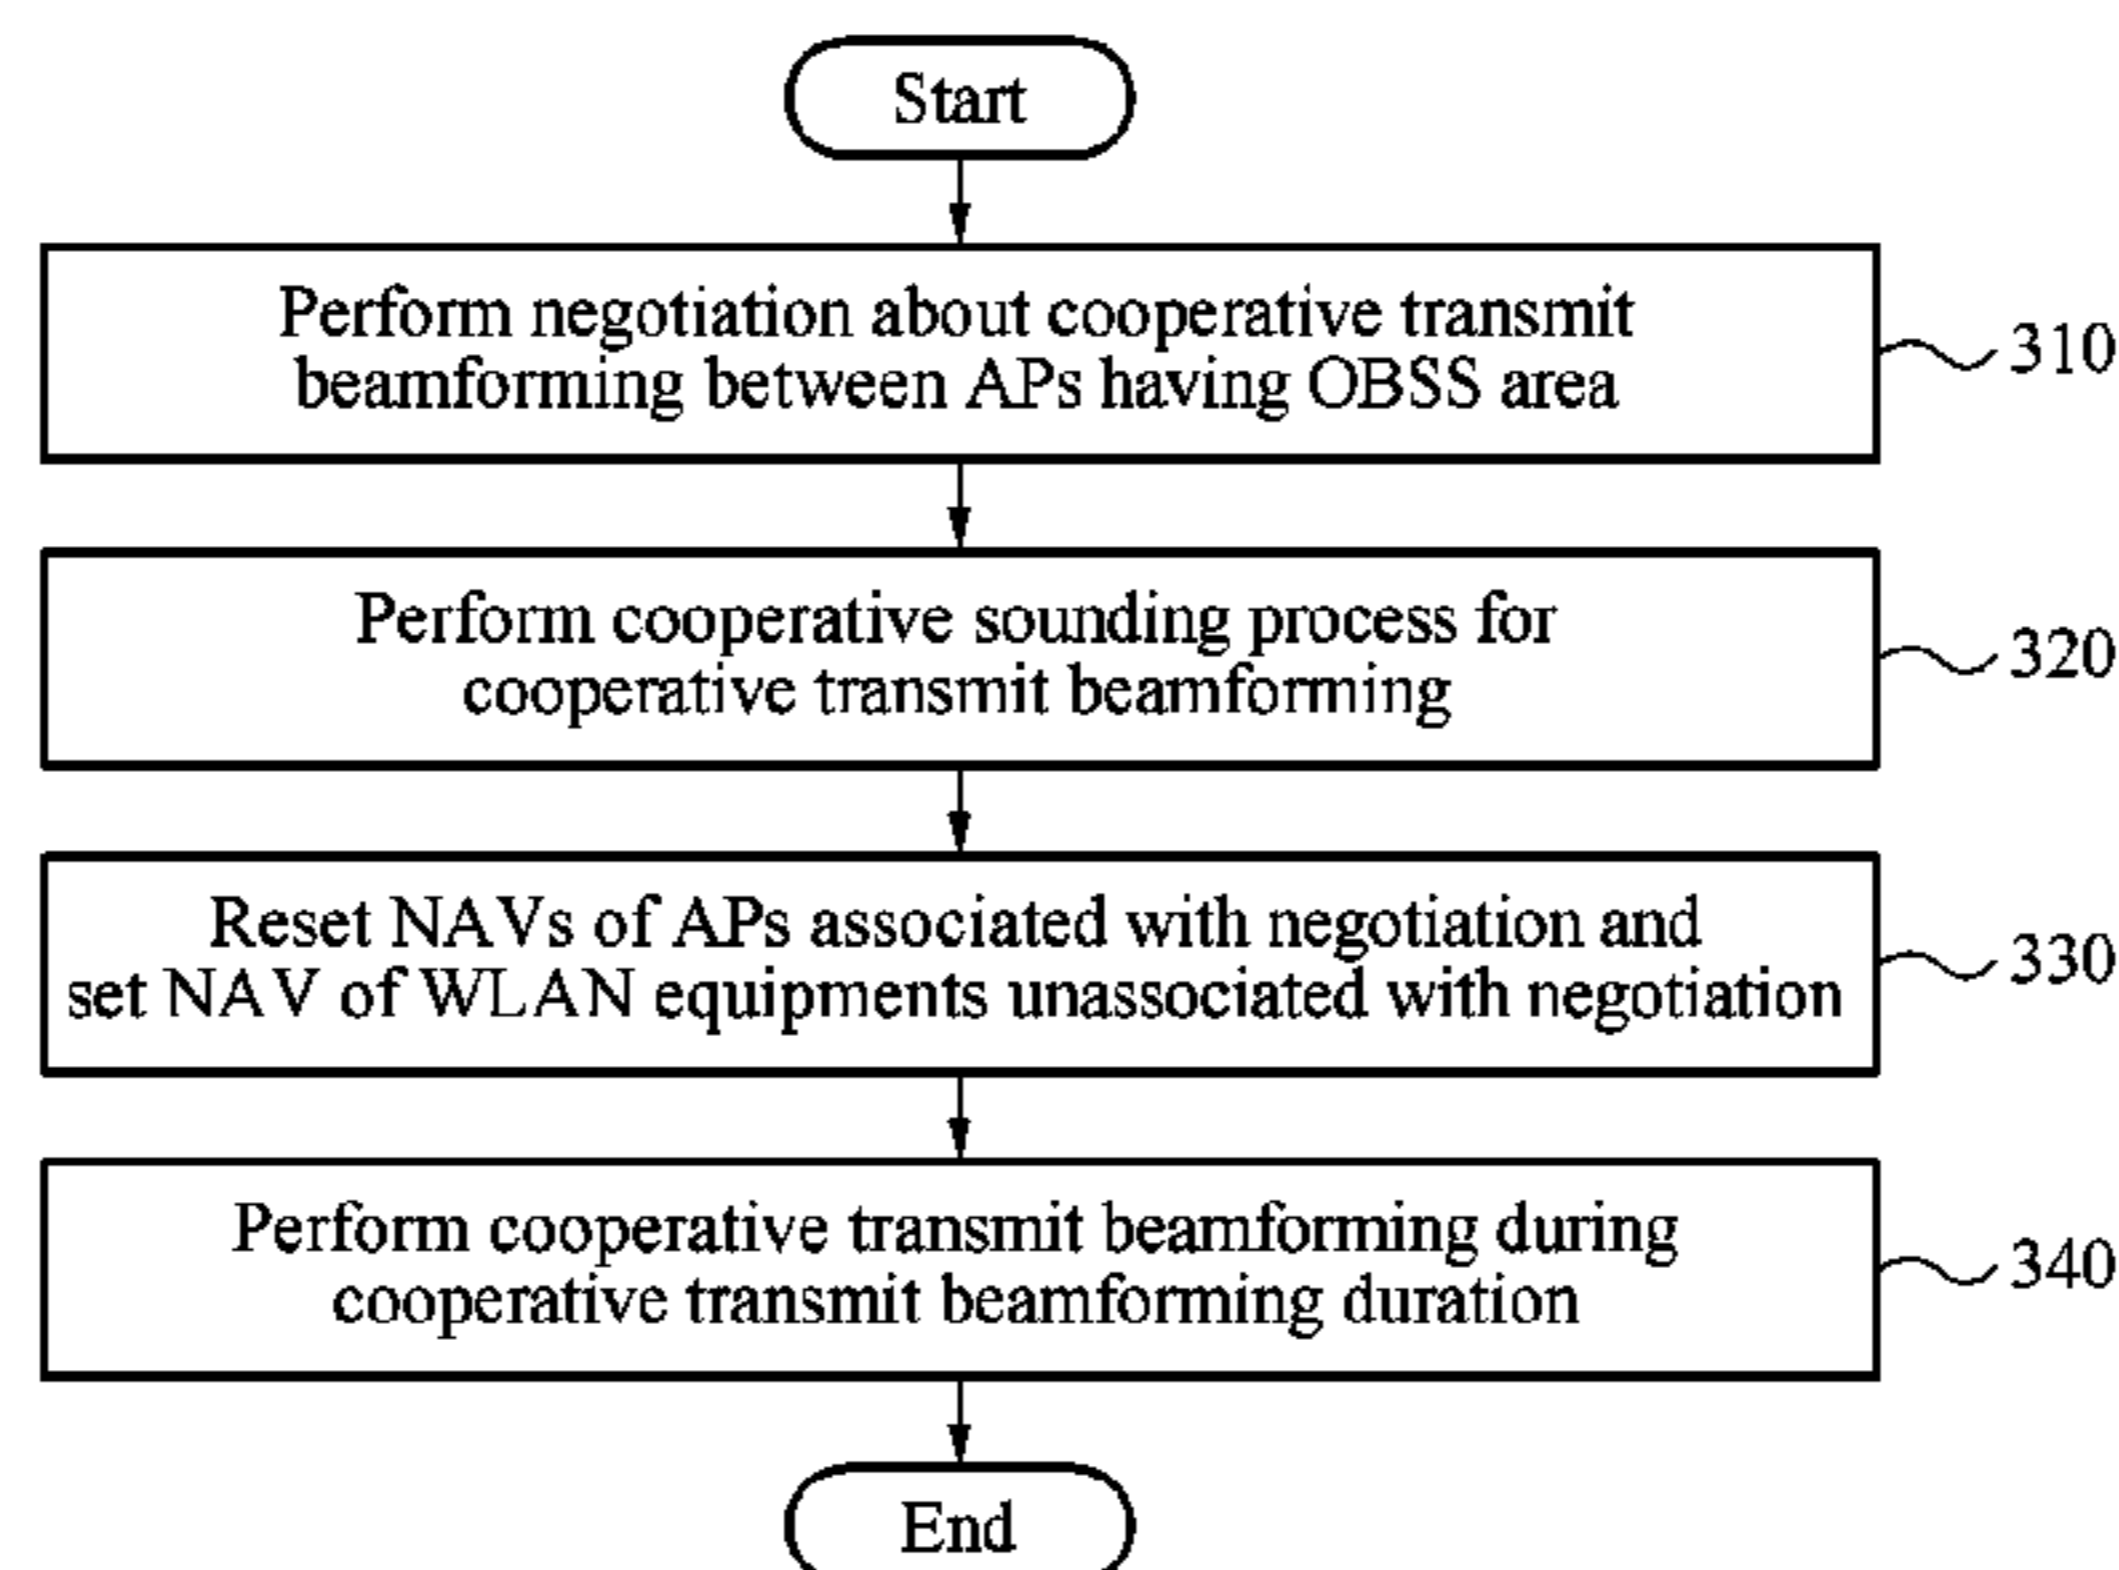 Start
Perform negotiation about cooperative transmit
beamforming between APs having OBSS area
310
Perform cooperative sounding process for
cooperative transmit beamforming
320
Reset NAVs of APs associated with negotiation and
set NAV of WLAN equipments unassociated with negotiation
330
Perform cooperative transmit beamforming during
cooperative transmit beamforming duration
340
End